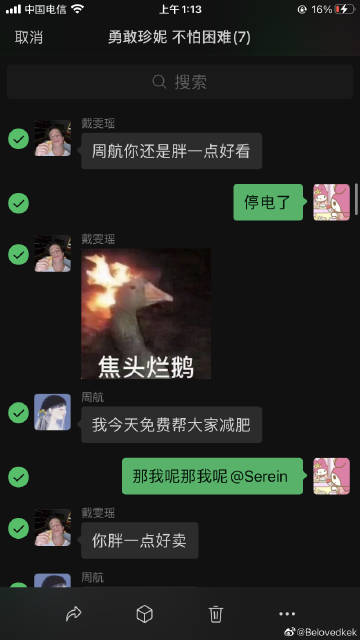 中国电信
上午1:13
16%
取消
勇敢珍妮 不怕困难(7)
搜索
戴雯瑶
周航你还是胖一点好看
停电了
戴雯瑶
焦头烂鹅
周航
我今天免费帮大家减肥
那我呢那我呢@Serein
戴雯瑶
你胖一点好卖
周航
@Belovedkek